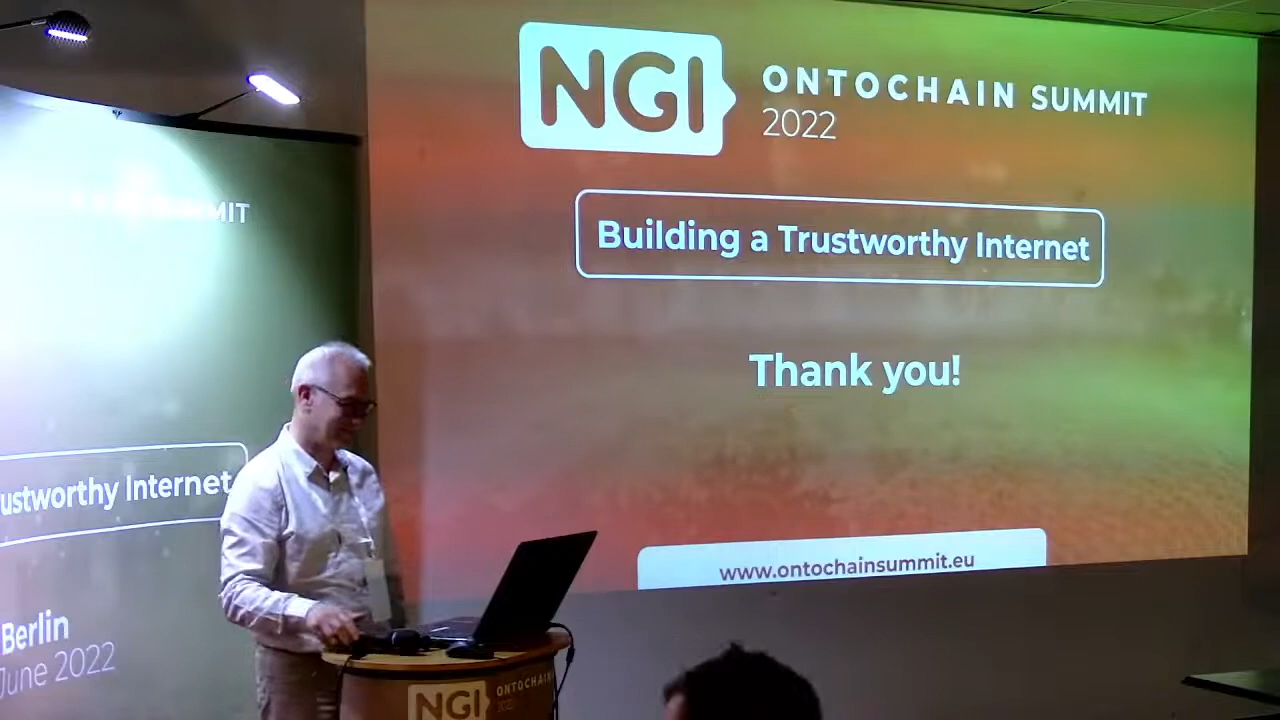 NGI
ONTOCHAIN SUMMIT
2022
Building a Trustworthy Internet
Thank you!
www.ontochainsummit.eu
MIT
ustworthy Internet
Berlin
June 2022
NGI
ONTOCHAIN